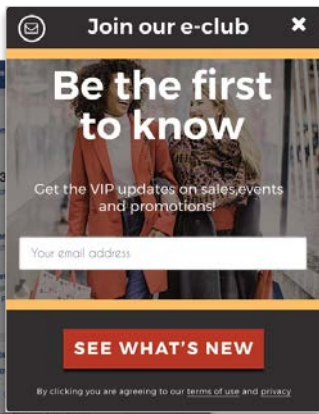 Join our e-club
Be the first
to know
Get the VIP updates on sales,events
and promotions!
Your email address
SEE WHAT'S NEW
By clicking you are agreeing to our terms of use and privacy